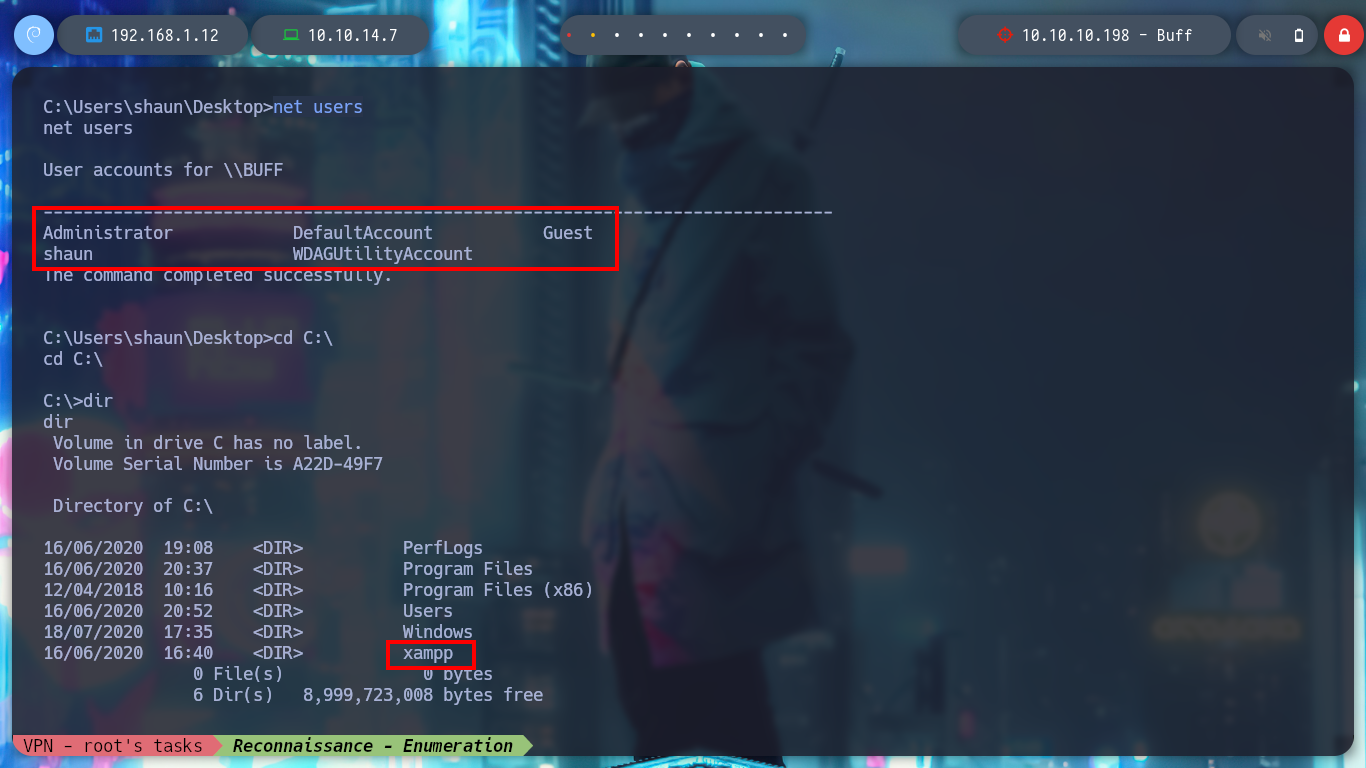 192.168.1.12 10.10.14.7 10.10.10.198 - Buff
C:\Users\shaun\Desktop>net users
net users
User accounts for \\BUFF
-------------------------------------------------------------------------------
Administrator            DefaultAccount           Guest
shaun                    WDAGUtilityAccount
The command completed successfully.
C:\Users\shaun\Desktop>cd C:\
cd C:\
C:\>dir
dir
 Volume in drive C has no label.
 Volume Serial Number is A22D-49F7
 Directory of C:\
16/06/2020  19:08    <DIR>          PerfLogs
16/06/2020  20:37    <DIR>          Program Files
12/04/2018  10:16    <DIR>          Program Files (x86)
16/06/2020  20:52    <DIR>          Users
18/07/2020  17:35    <DIR>          Windows
16/06/2020  16:40    <DIR>          xampp
               0 File(s)              0 bytes
               6 Dir(s)   8,999,723,008 bytes free
VPN - root's tasks Reconnaissance - Enumeration